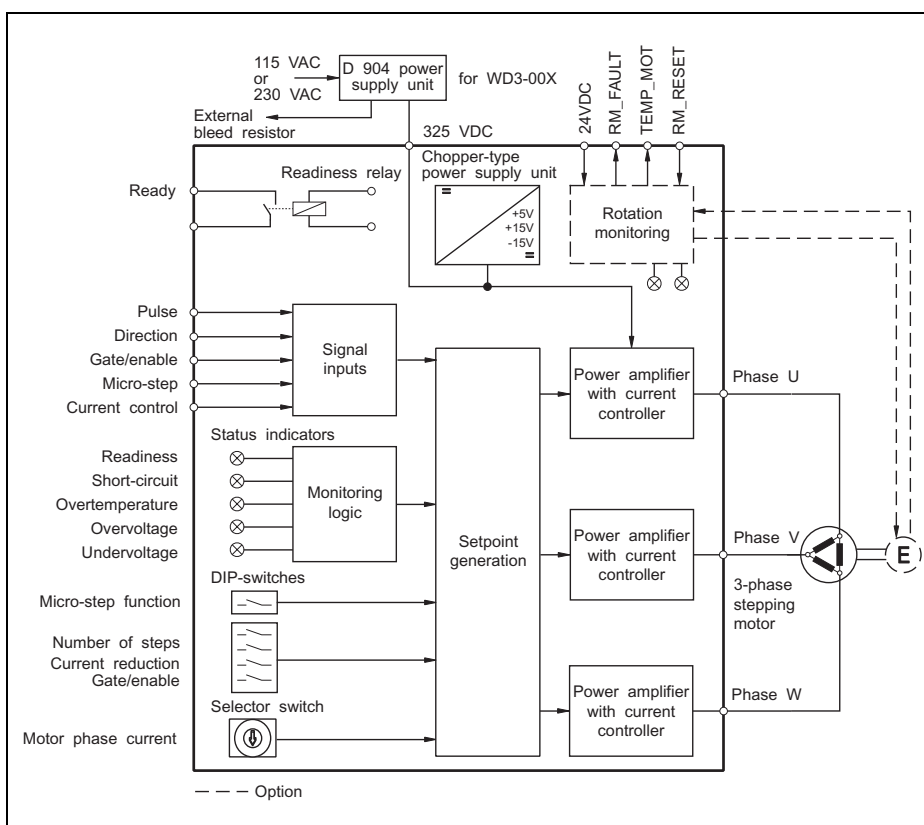 115 VAC
or
230 VAC
D 904 power
supply unit
for WD3-00X
External
bleed resistor
325 VDC
24VDC
RM_FAULT
TEMP_MOT
RM_RESET
Ready
Readiness relay
Chopper-type
power supply unit
+5V
+15V
-15V
Rotation
monitoring
Pulse
Direction
Gate/enable
Micro-step
Current control
Signal
inputs
Power amplifier
with current
controller
Phase U
Status indicators
Readiness
Short-circuit
Overtemperature
Overvoltage
Undervoltage
Monitoring
logic
Setpoint
generation
Power amplifier
with current
controller
Phase V
E
3-phase
stepping
motor
DIP-switches
Micro-step function
Number of steps
Current reduction
Gate/enable
Selector switch
Motor phase current
Power amplifier
with current
controller
Phase W
Option